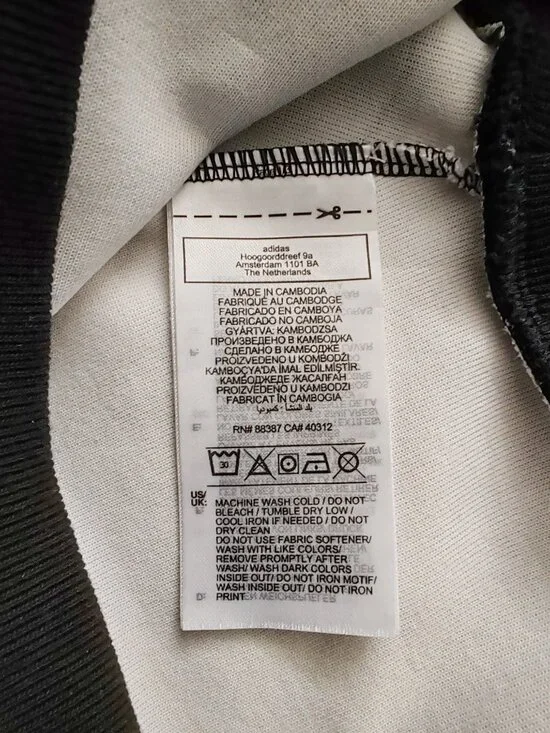 adidas
Hoogoorddreef 9a
Amsterdam 1101 BA
The Netherlands
MADE IN CAMBODIA
FABRIQUÉ AU CAMBODGE
FABRICADO EN CAMBOYA
FABRICADO NO CAMBOJA
GYÁRTVA: KAMBODZSA
ПРОИЗВЕДЕНО В КАМБОДЖА
СДЕЛАНО В КАМБОДЖЕ
PROIZVEDENO U KOMBODŽI
KAMBOÇYA'DA İMAL EDİLMİŞTİR.
КАМБОДЖЕДЕ ЖАСАЛҒАН
PROIZVEDENO U KAMBODŽI
FABRICAT ÎN CAMBOGIA
بلد المنشأ : كمبوديا
RN# 88387 CA# 40312
30
US/ UK: MACHINE WASH COLD / DO NOT
BLEACH / TUMBLE DRY LOW /
COOL IRON IF NEEDED / DO NOT
DRY CLEAN
DO NOT USE FABRIC SOFTENER/
WASH WITH LIKE COLORS/
REMOVE PROMPTLY AFTER
WASH/ WASH DARK COLORS
INSIDE OUT/ DO NOT IRON MOTIF/
WASH INSIDE OUT/ DO NOT IRON
PRINT